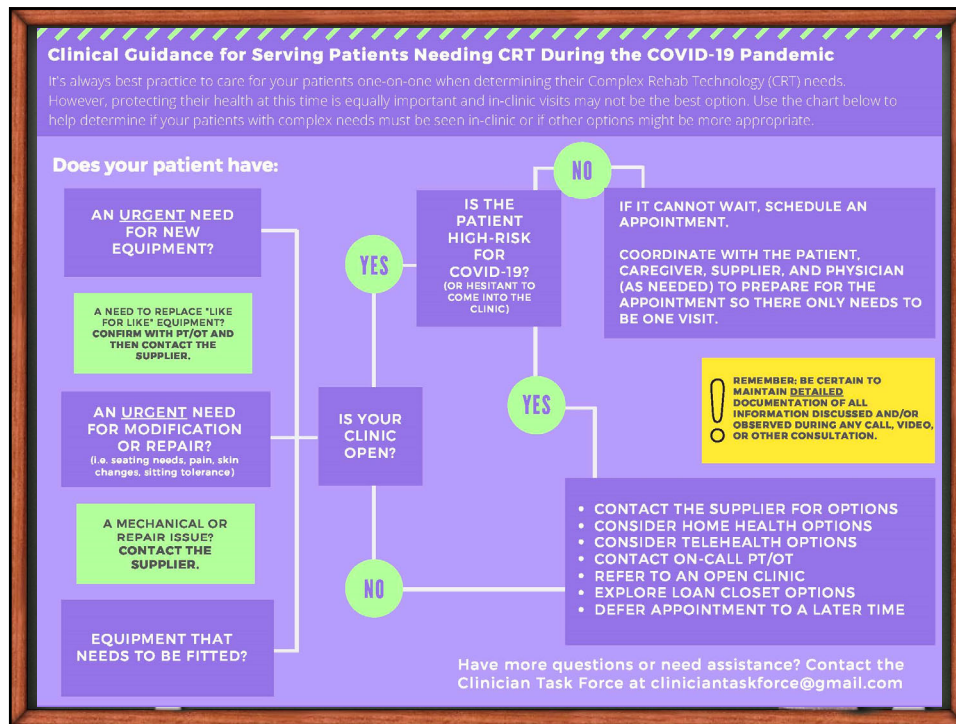 Clinical Guidance for Serving Patients Needing CRT During the COVID-19 Pandemic
It's always best practice to care for your patients one-on-one when determining their Complex Rehab Technology (CRT) needs.
However, protecting their health at this time is equally important and in-clinic visits may not be the best option. Use the chart below to
help determine if your patients with complex needs must be seen in-clinic or if other options might be more appropriate.
Does your patient have:
AN URGENT NEED
FOR NEW
EQUIPMENT?
A NEED TO REPLACE "LIKE
FOR LIKE" EQUIPMENT?
CONFIRM WITH PT/OT AND
THEN CONTACT THE
SUPPLIER.
AN URGENT NEED
FOR MODIFICATION
OR REPAIR?
(i.e. seating needs, pain, skin
changes, sitting tolerance)
A MECHANICAL OR
REPAIR ISSUE?
CONTACT THE
SUPPLIER.
EQUIPMENT THAT
NEEDS TO BE FITTED?
IS YOUR
CLINIC
OPEN?
YES
NO
IS THE
PATIENT
HIGH-RISK
FOR
COVID-19?
(OR HESITANT TO
COME INTO THE
CLINIC)
NO
YES
IF IT CANNOT WAIT, SCHEDULE AN
APPOINTMENT.
COORDINATE WITH THE PATIENT,
CAREGIVER, SUPPLIER, AND PHYSICIAN
(AS NEEDED) TO PREPARE FOR THE
APPOINTMENT SO THERE ONLY NEEDS TO
BE ONE VISIT.
REMEMBER: BE CERTAIN TO
MAINTAIN DETAILED
DOCUMENTATION OF ALL
INFORMATION DISCUSSED AND/OR
OBSERVED DURING ANY CALL, VIDEO,
OR OTHER CONSULTATION.
• CONTACT THE SUPPLIER FOR OPTIONS
• CONSIDER HOME HEALTH OPTIONS
• CONSIDER TELEHEALTH OPTIONS
• CONTACT ON-CALL PT/OT
• REFER TO AN OPEN CLINIC
• EXPLORE LOAN CLOSET OPTIONS
• DEFER APPOINTMENT TO A LATER TIME
Have more questions or need assistance? Contact the
Clinician Task Force at cliniciantaskforce@gmail.com